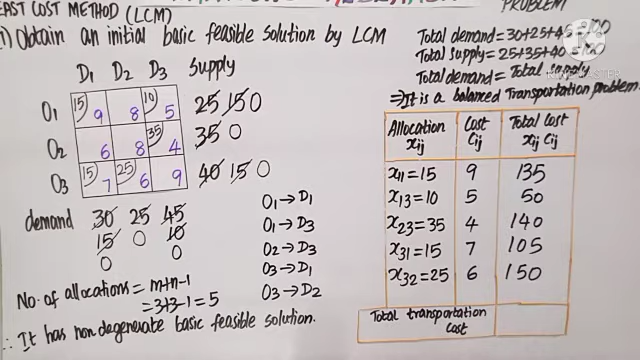 EAST COST METHOD (LCM)
PROBLEM
1) Obtain an initial basic feasible solution by LCM
Total demand = 30+25+45=100
Total supply = 25+35+40=100
Total demand = Total supply
⇒ It is a balanced Transportation problem.
D1 D2 D3 Supply
O1 15 9 8 10 5 25 15 0
O2 6 8 35 4 35 0
O3 15 7 25 6 9 40 15 0
demand 30 25 45
15 0 10
0 0
O1→D1
O1→D3
O2→D3
O3→D1
O3→D2
No. of allocations = m+n-1
= 3+3-1 = 5
∴ It has non degenerate basic feasible solution.
Allocation xij Cost Cij Total Cost xij Cij
x11=15 9 135
x13=10 5 50
x23=35 4 140
x31=15 7 105
x32=25 6 150
Total transportation cost